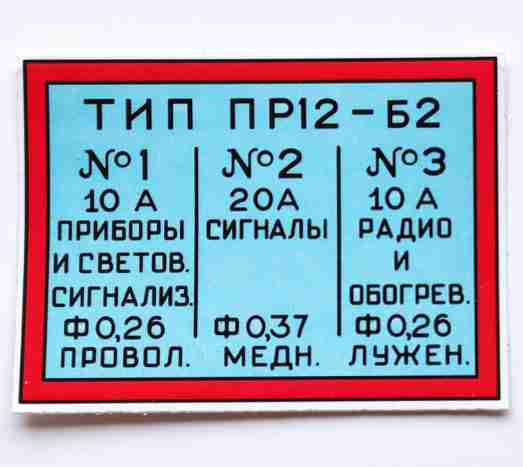 ТИП ПР12-Б2
№1 №2 №3
10 А 20А 10 А
ПРИБОРЫ СИГНАЛЫ РАДИО
И СВЕТОВ. И
СИГНАЛИЗ. ОБОГРЕВ.
Ф0,26 Ф0,37 Ф0,26
ПРОВОЛ. МЕДН. ЛУЖЕН.